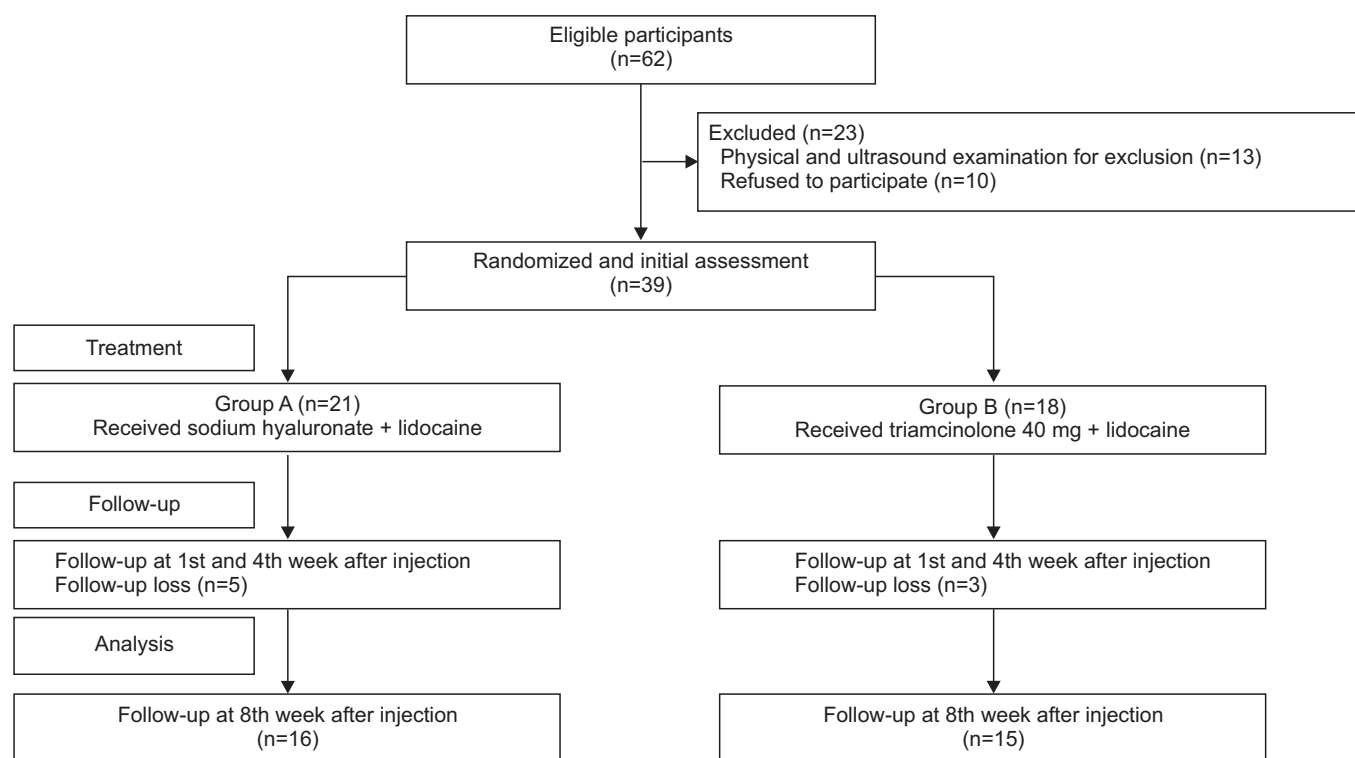 Eligible participants
(n=62)
Excluded (n=23)
Physical and ultrasound examination for exclusion (n=13)
Refused to participate (n=10)
Randomized and initial assessment
(n=39)
Treatment
Group A (n=21)
Received sodium hyaluronate + lidocaine
Group B (n=18)
Received triamcinolone 40 mg + lidocaine
Follow-up
Follow-up at 1st and 4th week after injection
Follow-up loss (n=5)
Follow-up at 1st and 4th week after injection
Follow-up loss (n=3)
Analysis
Follow-up at 8th week after injection
(n=16)
Follow-up at 8th week after injection
(n=15)